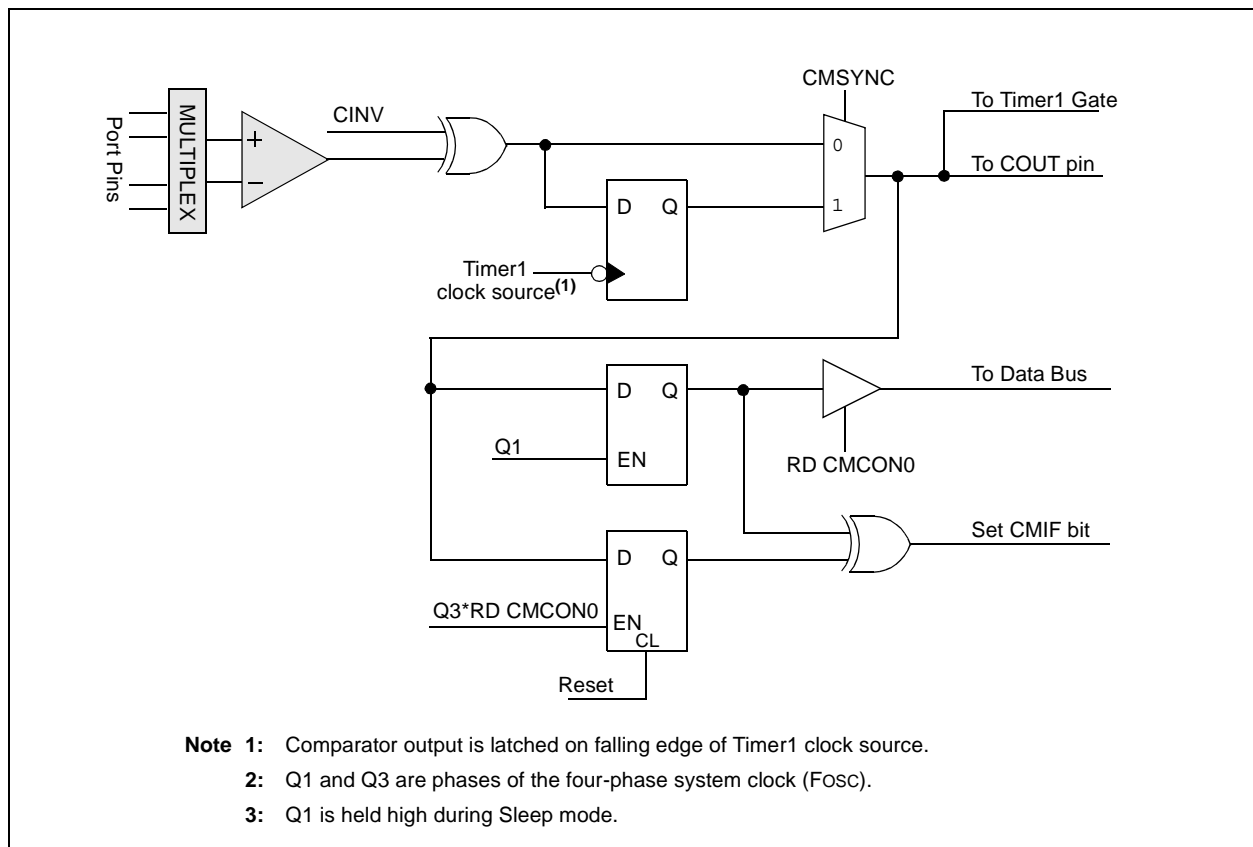 CMSYNC
To Timer1 Gate
CINV
MULTIPLEX
Port Pins
+
–
0
To COUT pin
D Q
1
Timer1
clock source(1)
To Data Bus
D Q
Q1
EN
RD CMCON0
Set CMIF bit
D Q
Q3*RD CMCON0
EN
CL
Reset
Note 1: Comparator output is latched on falling edge of Timer1 clock source.
2: Q1 and Q3 are phases of the four-phase system clock (FOSC).
3: Q1 is held high during Sleep mode.